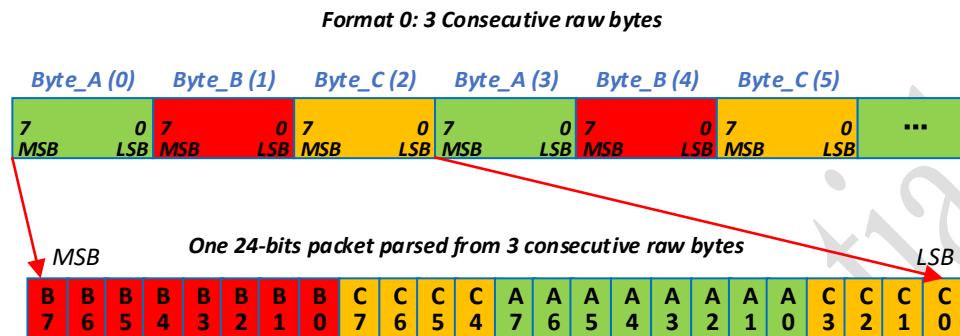 Format 0: 3 Consecutive raw bytes
Byte_A (0) Byte_B (1) Byte_C (2) Byte_A (3) Byte_B (4) Byte_C (5)
7 0 7 0 7 0 7 0 7 0 7 0 ...
MSB LSB MSB LSB MSB LSB MSB LSB MSB LSB MSB LSB
One 24-bits packet parsed from 3 consecutive raw bytes
MSB LSB
B B B B B B B B C C C C A A A A A A A A C C C C
7 6 5 4 3 2 1 0 7 6 5 4 7 6 5 4 3 2 1 0 3 2 1 0